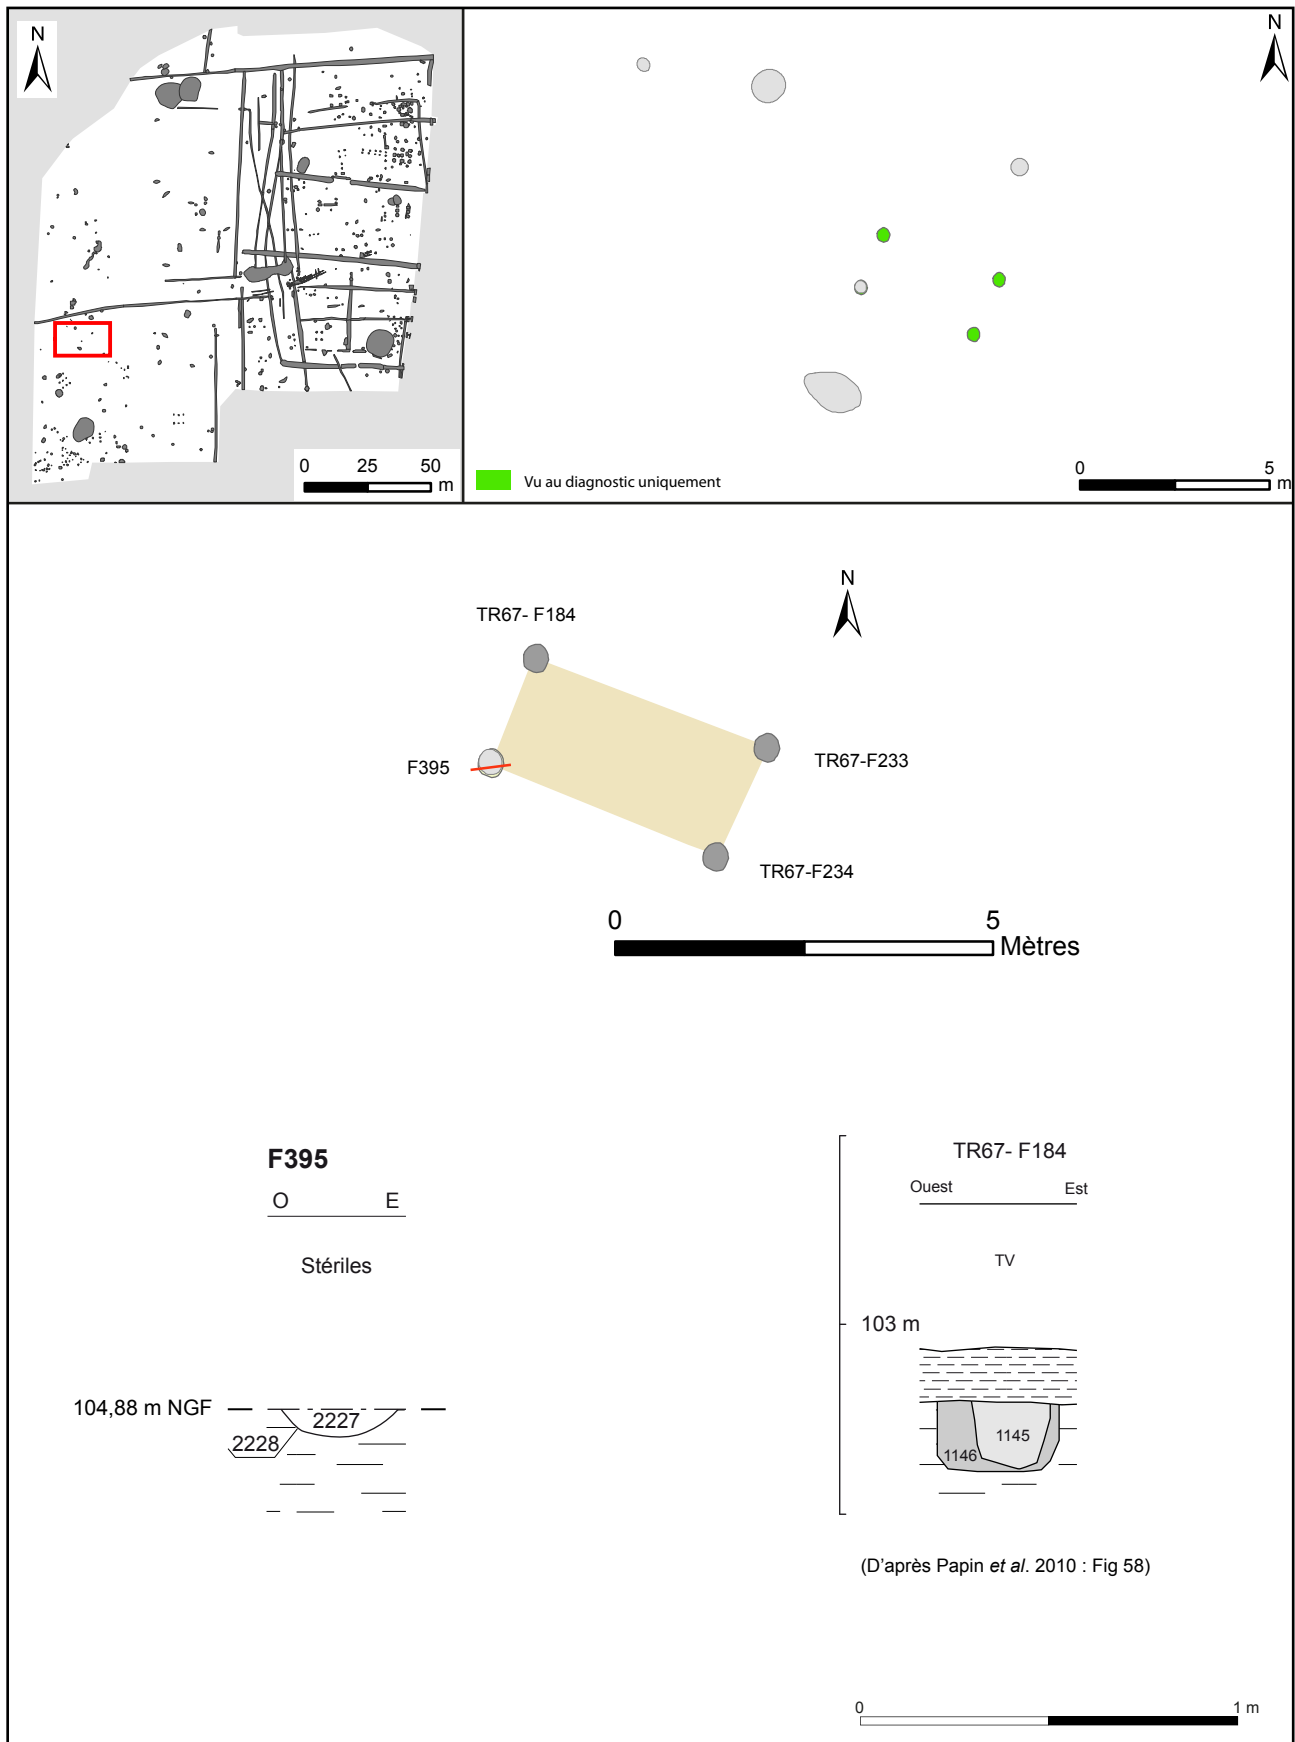 N
0 25 50
m
N
Vu au diagnostic uniquement
0 5
m
N
TR67- F184
F395
TR67-F233
TR67-F234
0 5
Mètres
F395
O E
Stériles
104,88 m NGF
2227
2228
TR67- F184
Ouest Est
TV
103 m
1145
1146
(D'après Papin et al. 2010 : Fig 58)
0 1 m